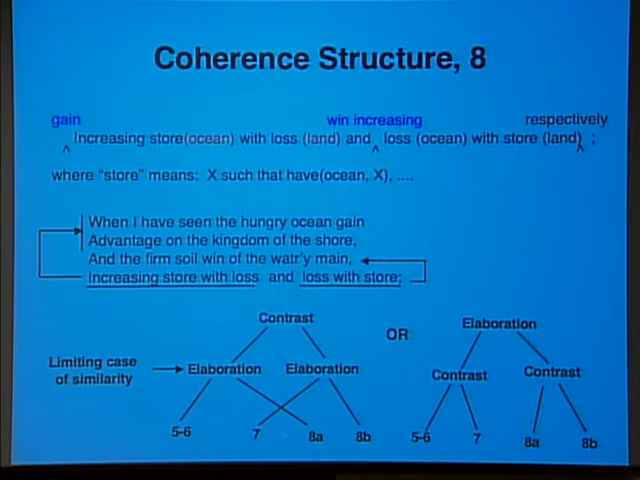 Coherence Structure, 8
gain win increasing respectively
^ Increasing store(ocean) with loss (land) and ^ loss (ocean) with store (land)^ ;
where "store" means: X such that have(ocean, X), ....
When I have seen the hungry ocean gain
Advantage on the kingdom of the shore,
And the firm soil win of the watr'y main,
Increasing store with loss and loss with store;
Contrast
OR
Elaboration
Limiting case
of similarity
Elaboration Elaboration
Contrast Contrast
5-6 7 8a 8b
5-6 7 8a 8b